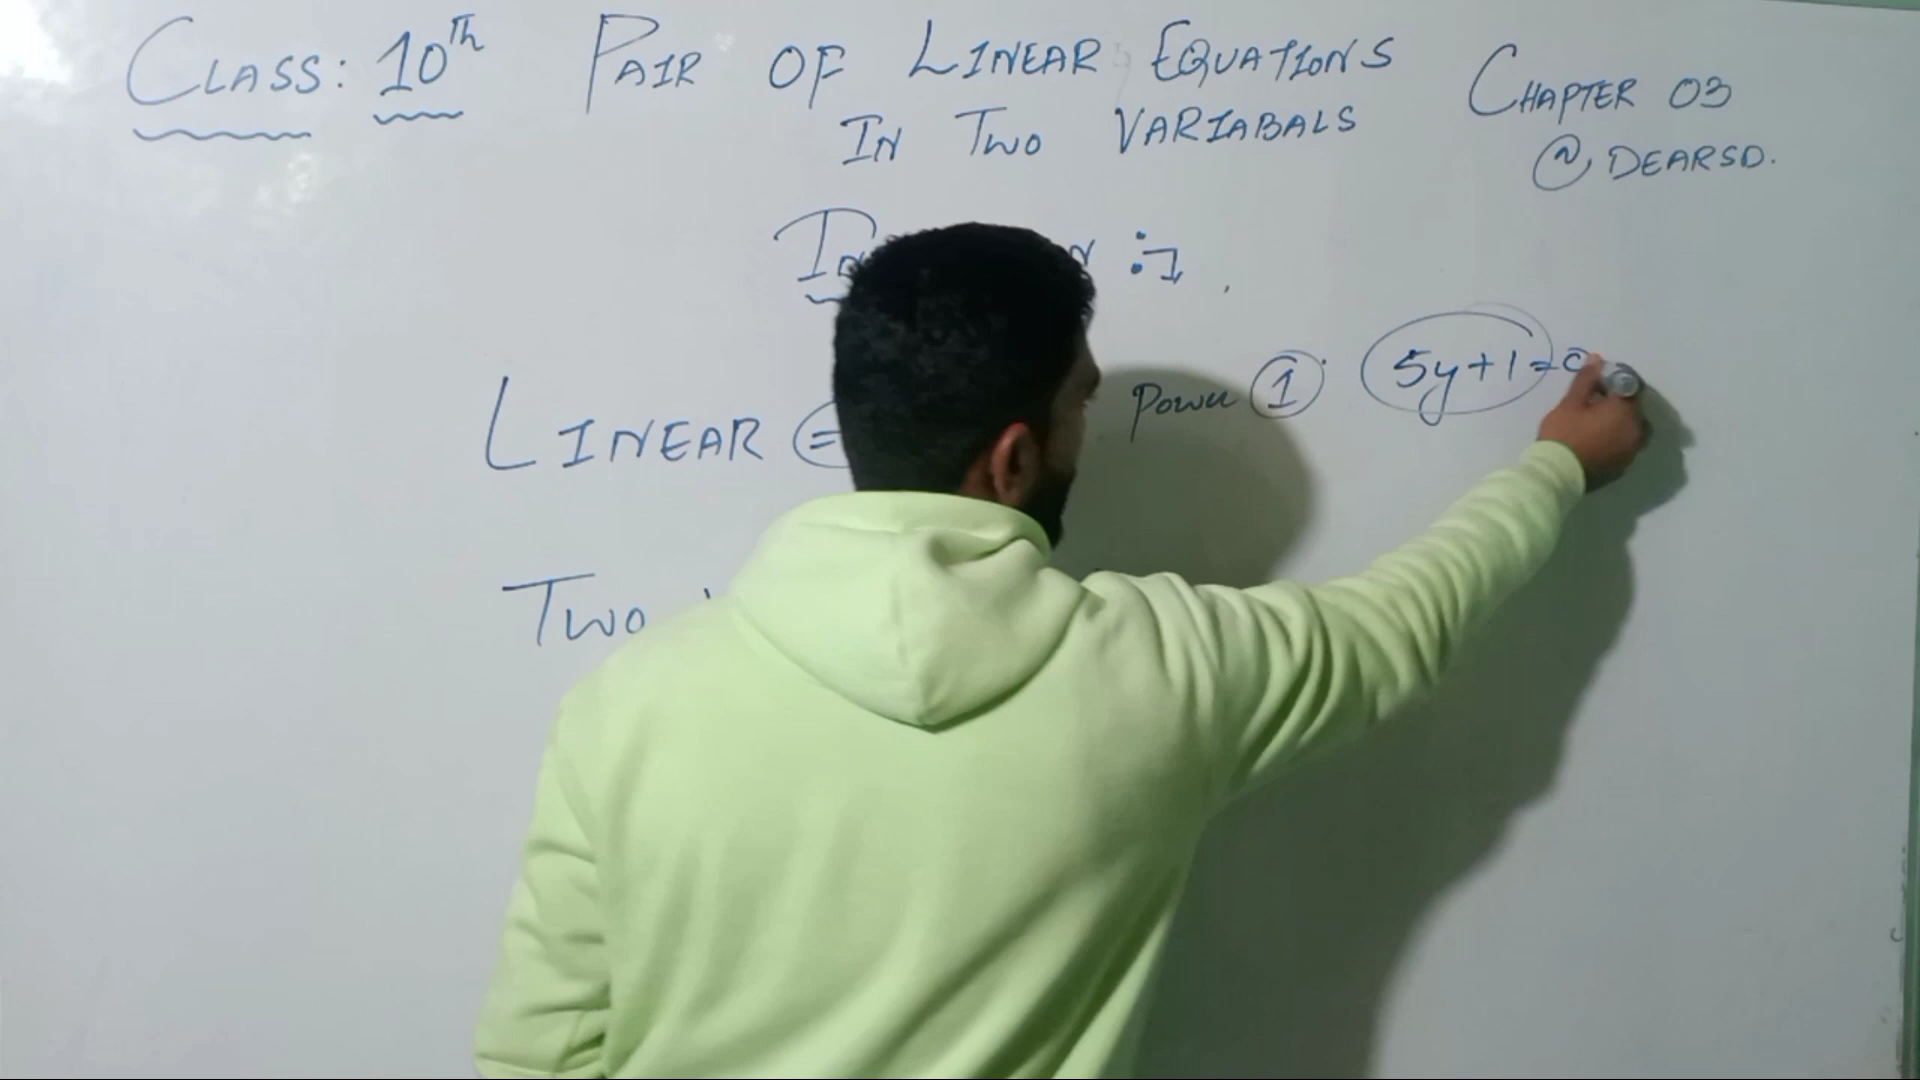 CLASS: 10Th PAIR OF LINEAR EQUATIONS CHAPTER 03
IN TWO VARIABALS @DEARSD.
LINEAR = Power 1 5y+1=0
TWO